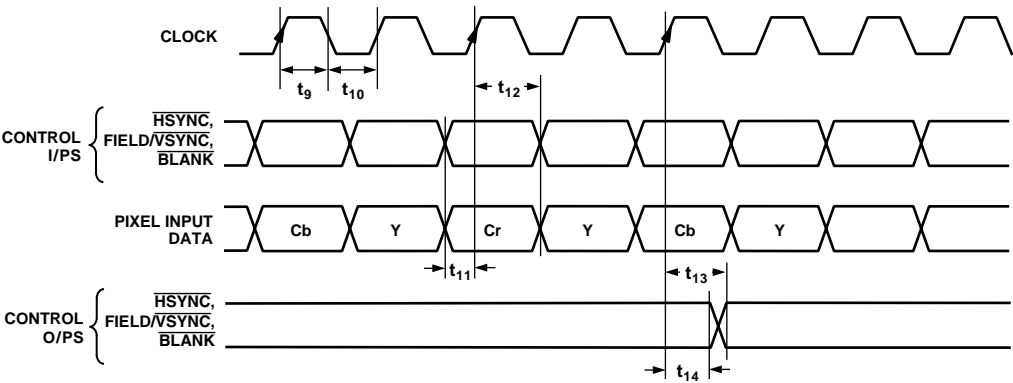 CLOCK
t9 t10 t12
CONTROL I/PS
HSYNC,
FIELD/VSYNC,
BLANK
PIXEL INPUT
DATA
Cb Y Cr Y Cb Y
t11 t13
CONTROL O/PS
HSYNC,
FIELD/VSYNC,
BLANK
t14